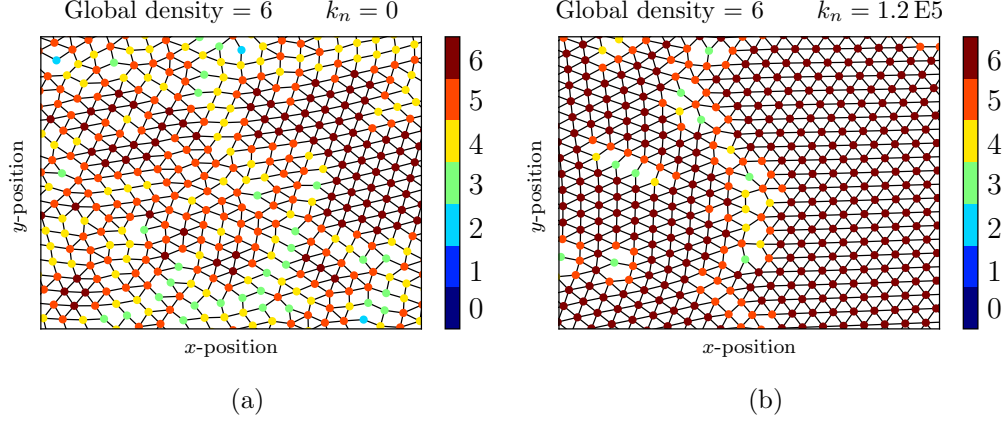 Global density = 6 k_n = 0
6
5
4
3
2
1
0
y-position
x-position
(a)
Global density = 6 k_n = 1.2 E5
6
5
4
3
2
1
0
y-position
x-position
(b)